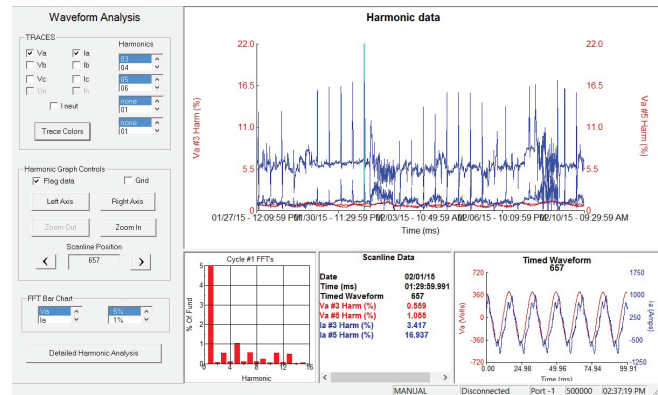 Waveform Analysis
TRACES
Va
Ia
Vb
Ib
Vc
Ic
Un
In
I neut
Trace Colors
Harmonics
03
04
05
06
none
01
none
01
Harmonic Graph Controls
Flag data
Grid
Left Axis
Right Axis
Zoom Out
Zoom In
Scanline Position
<
657
>
FFT Bar Chart
Va
5%
Ia
1%
Detailed Harmonic Analysis
Harmonic data
22.0
22.0
16.5
16.5
11.0
11.0
5.5
5.5
0
0
Va #3 Harm (%)
Va #5 Harm (%)
01/27/15 - 12:09:59 PM
01/30/15 - 11:29:59 PM
02/03/15 - 10:49:59 AM
02/06/15 - 10:59:59 PM
02/10/15 - 09:29:59 AM
Time (ms)
Cycle #1 FFT's
% Of Fund
5
4
3
2
1
0
0 4 8 12 16
Harmonic
Scanline Data
Date 02/01/15
Time (ms) 01:29:59.991
Timed Waveform 657
Va #3 Harm (%) 0.559
Va #5 Harm (%) 1.055
Ia #3 Harm (%) 3.417
Ia #5 Harm (%) 16.937
Timed Waveform
657
720
1750
360
1000
0
250
-360
-500
-720
-1250
Va (Volts)
Ia (Amps)
0.00 24.98 49.96 74.94 99.91
Time (ms)
MANUAL Disconnected Port -1 500000 02:37:19 PM